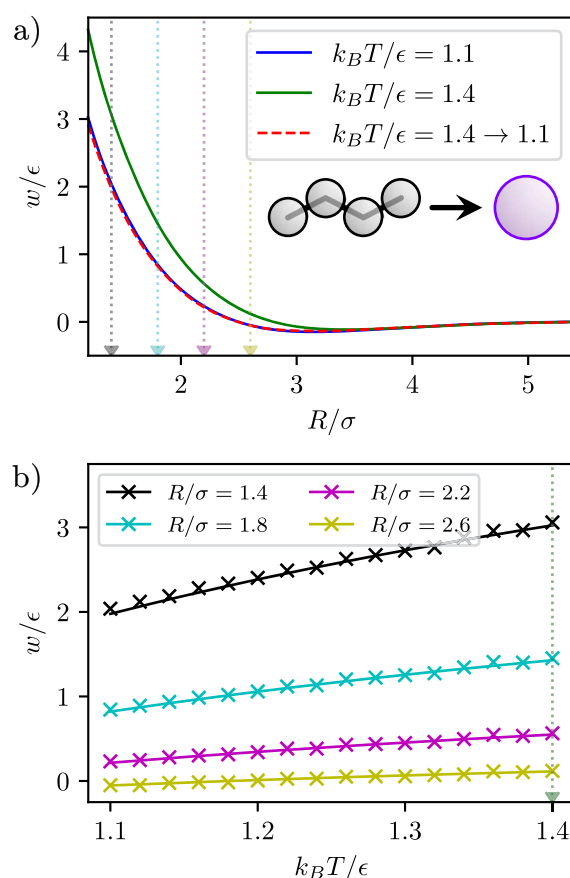 a)
k_BT/ϵ = 1.1
k_BT/ϵ = 1.4
k_BT/ϵ = 1.4 → 1.1
w/ϵ
4
3
2
1
0
2 3 4 5
R/σ
b)
R/σ = 1.4 R/σ = 2.2
R/σ = 1.8 R/σ = 2.6
w/ϵ
3
2
1
0
1.1 1.2 1.3 1.4
k_BT/ϵ